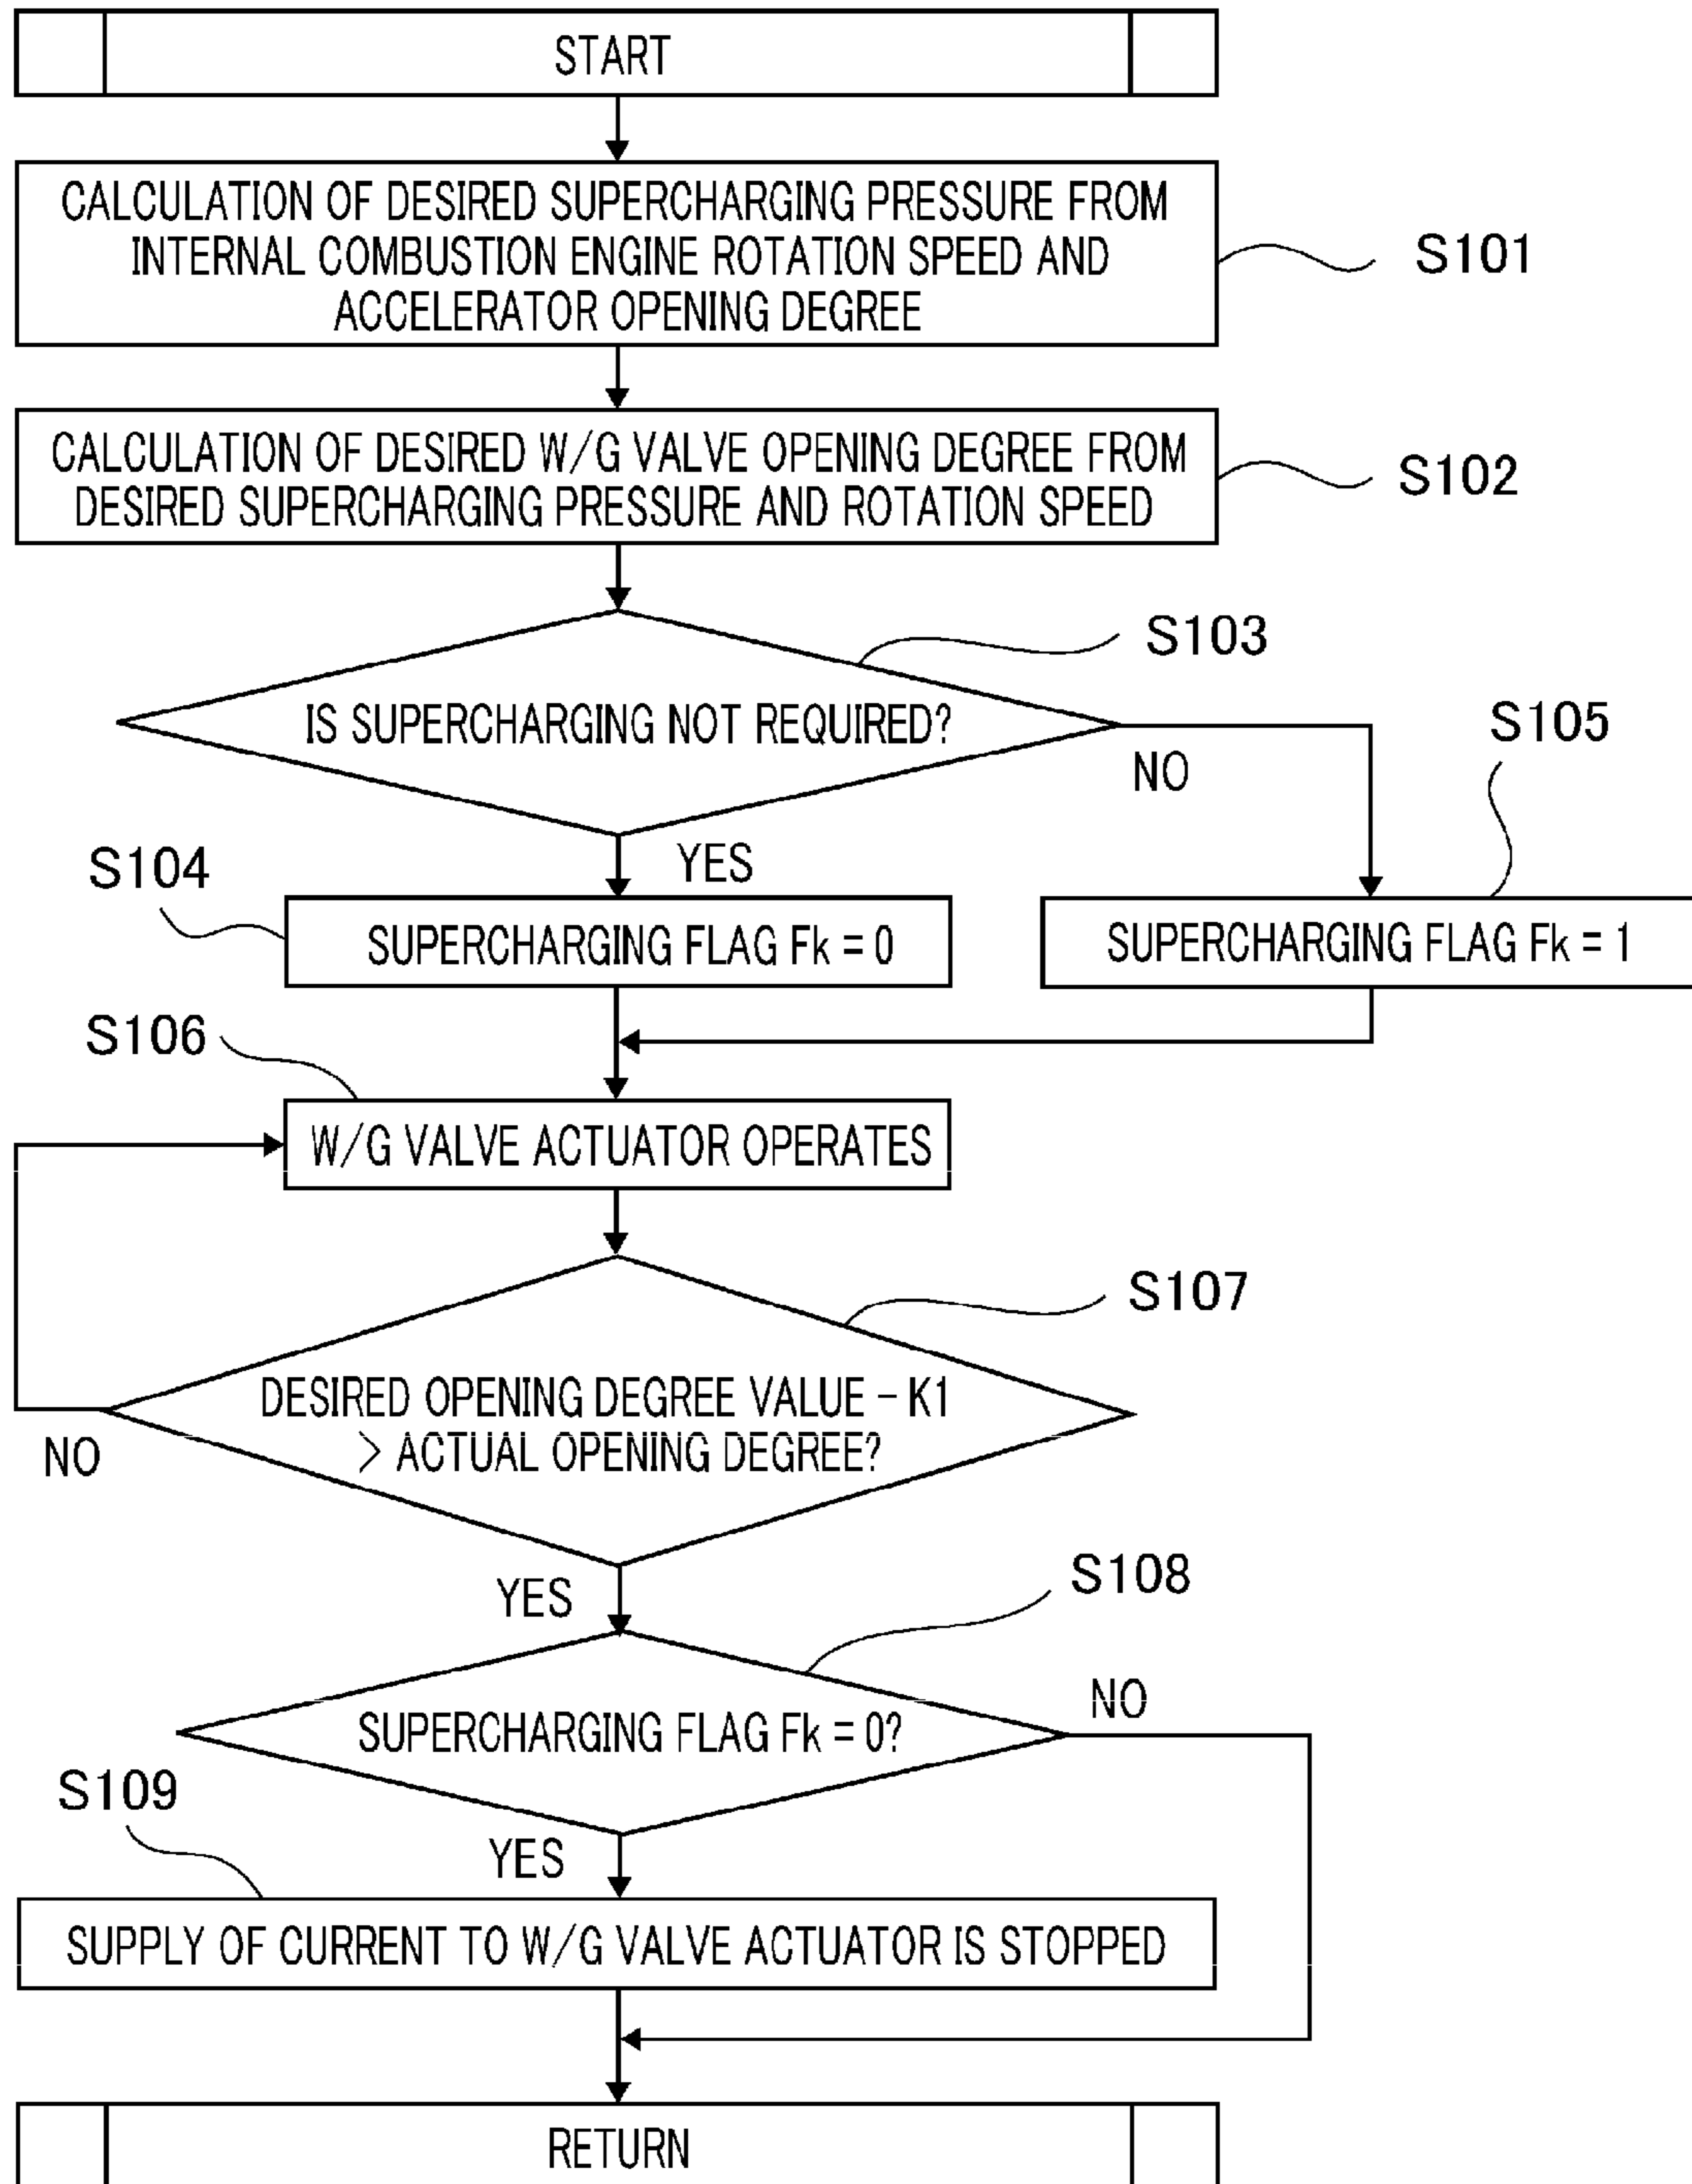 START
CALCULATION OF DESIRED SUPERCHARGING PRESSURE FROM
INTERNAL COMBUSTION ENGINE ROTATION SPEED AND
ACCELERATOR OPENING DEGREE
S101
CALCULATION OF DESIRED W/G VALVE OPENING DEGREE FROM
DESIRED SUPERCHARGING PRESSURE AND ROTATION SPEED
S102
S103
IS SUPERCHARGING NOT REQUIRED?
NO
S105
YES
S104
SUPERCHARGING FLAG Fk = 0
SUPERCHARGING FLAG Fk = 1
S106
W/G VALVE ACTUATOR OPERATES
S107
DESIRED OPENING DEGREE VALUE - K1
> ACTUAL OPENING DEGREE?
NO
YES
S108
SUPERCHARGING FLAG Fk = 0?
NO
S109
YES
SUPPLY OF CURRENT TO W/G VALVE ACTUATOR IS STOPPED
RETURN